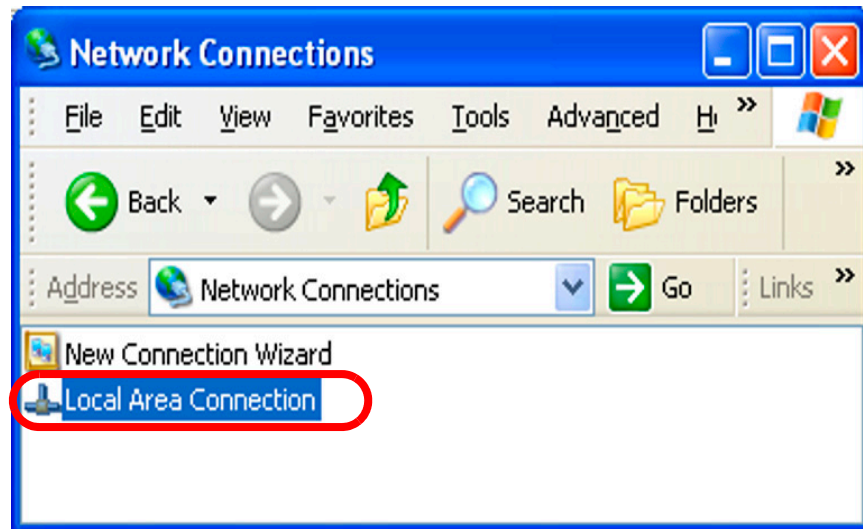 Network Connections
File Edit View Favorites Tools Advanced
Back Search Folders
Address Network Connections Go Links
New Connection Wizard
Local Area Connection